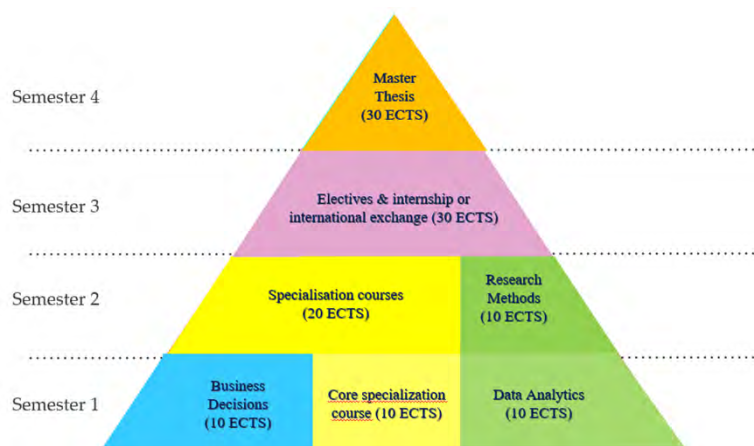 Semester 4
Master
Thesis
(30 ECTS)
Semester 3
Electives & internship or
international exchange (30 ECTS)
Semester 2
Specialisation courses
(20 ECTS)
Research
Methods
(10 ECTS)
Semester 1
Business
Decisions
(10 ECTS)
Core specialization
course (10 ECTS)
Data Analytics
(10 ECTS)